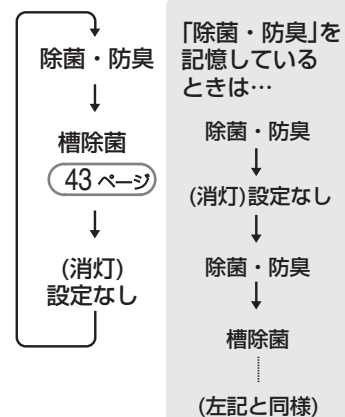 除菌・防臭
槽除菌
43 ページ
(消灯)
設定なし
「除菌・防臭」を
記憶している
ときは…
除菌・防臭
(消灯)設定なし
除菌・防臭
槽除菌
(左記と同様)